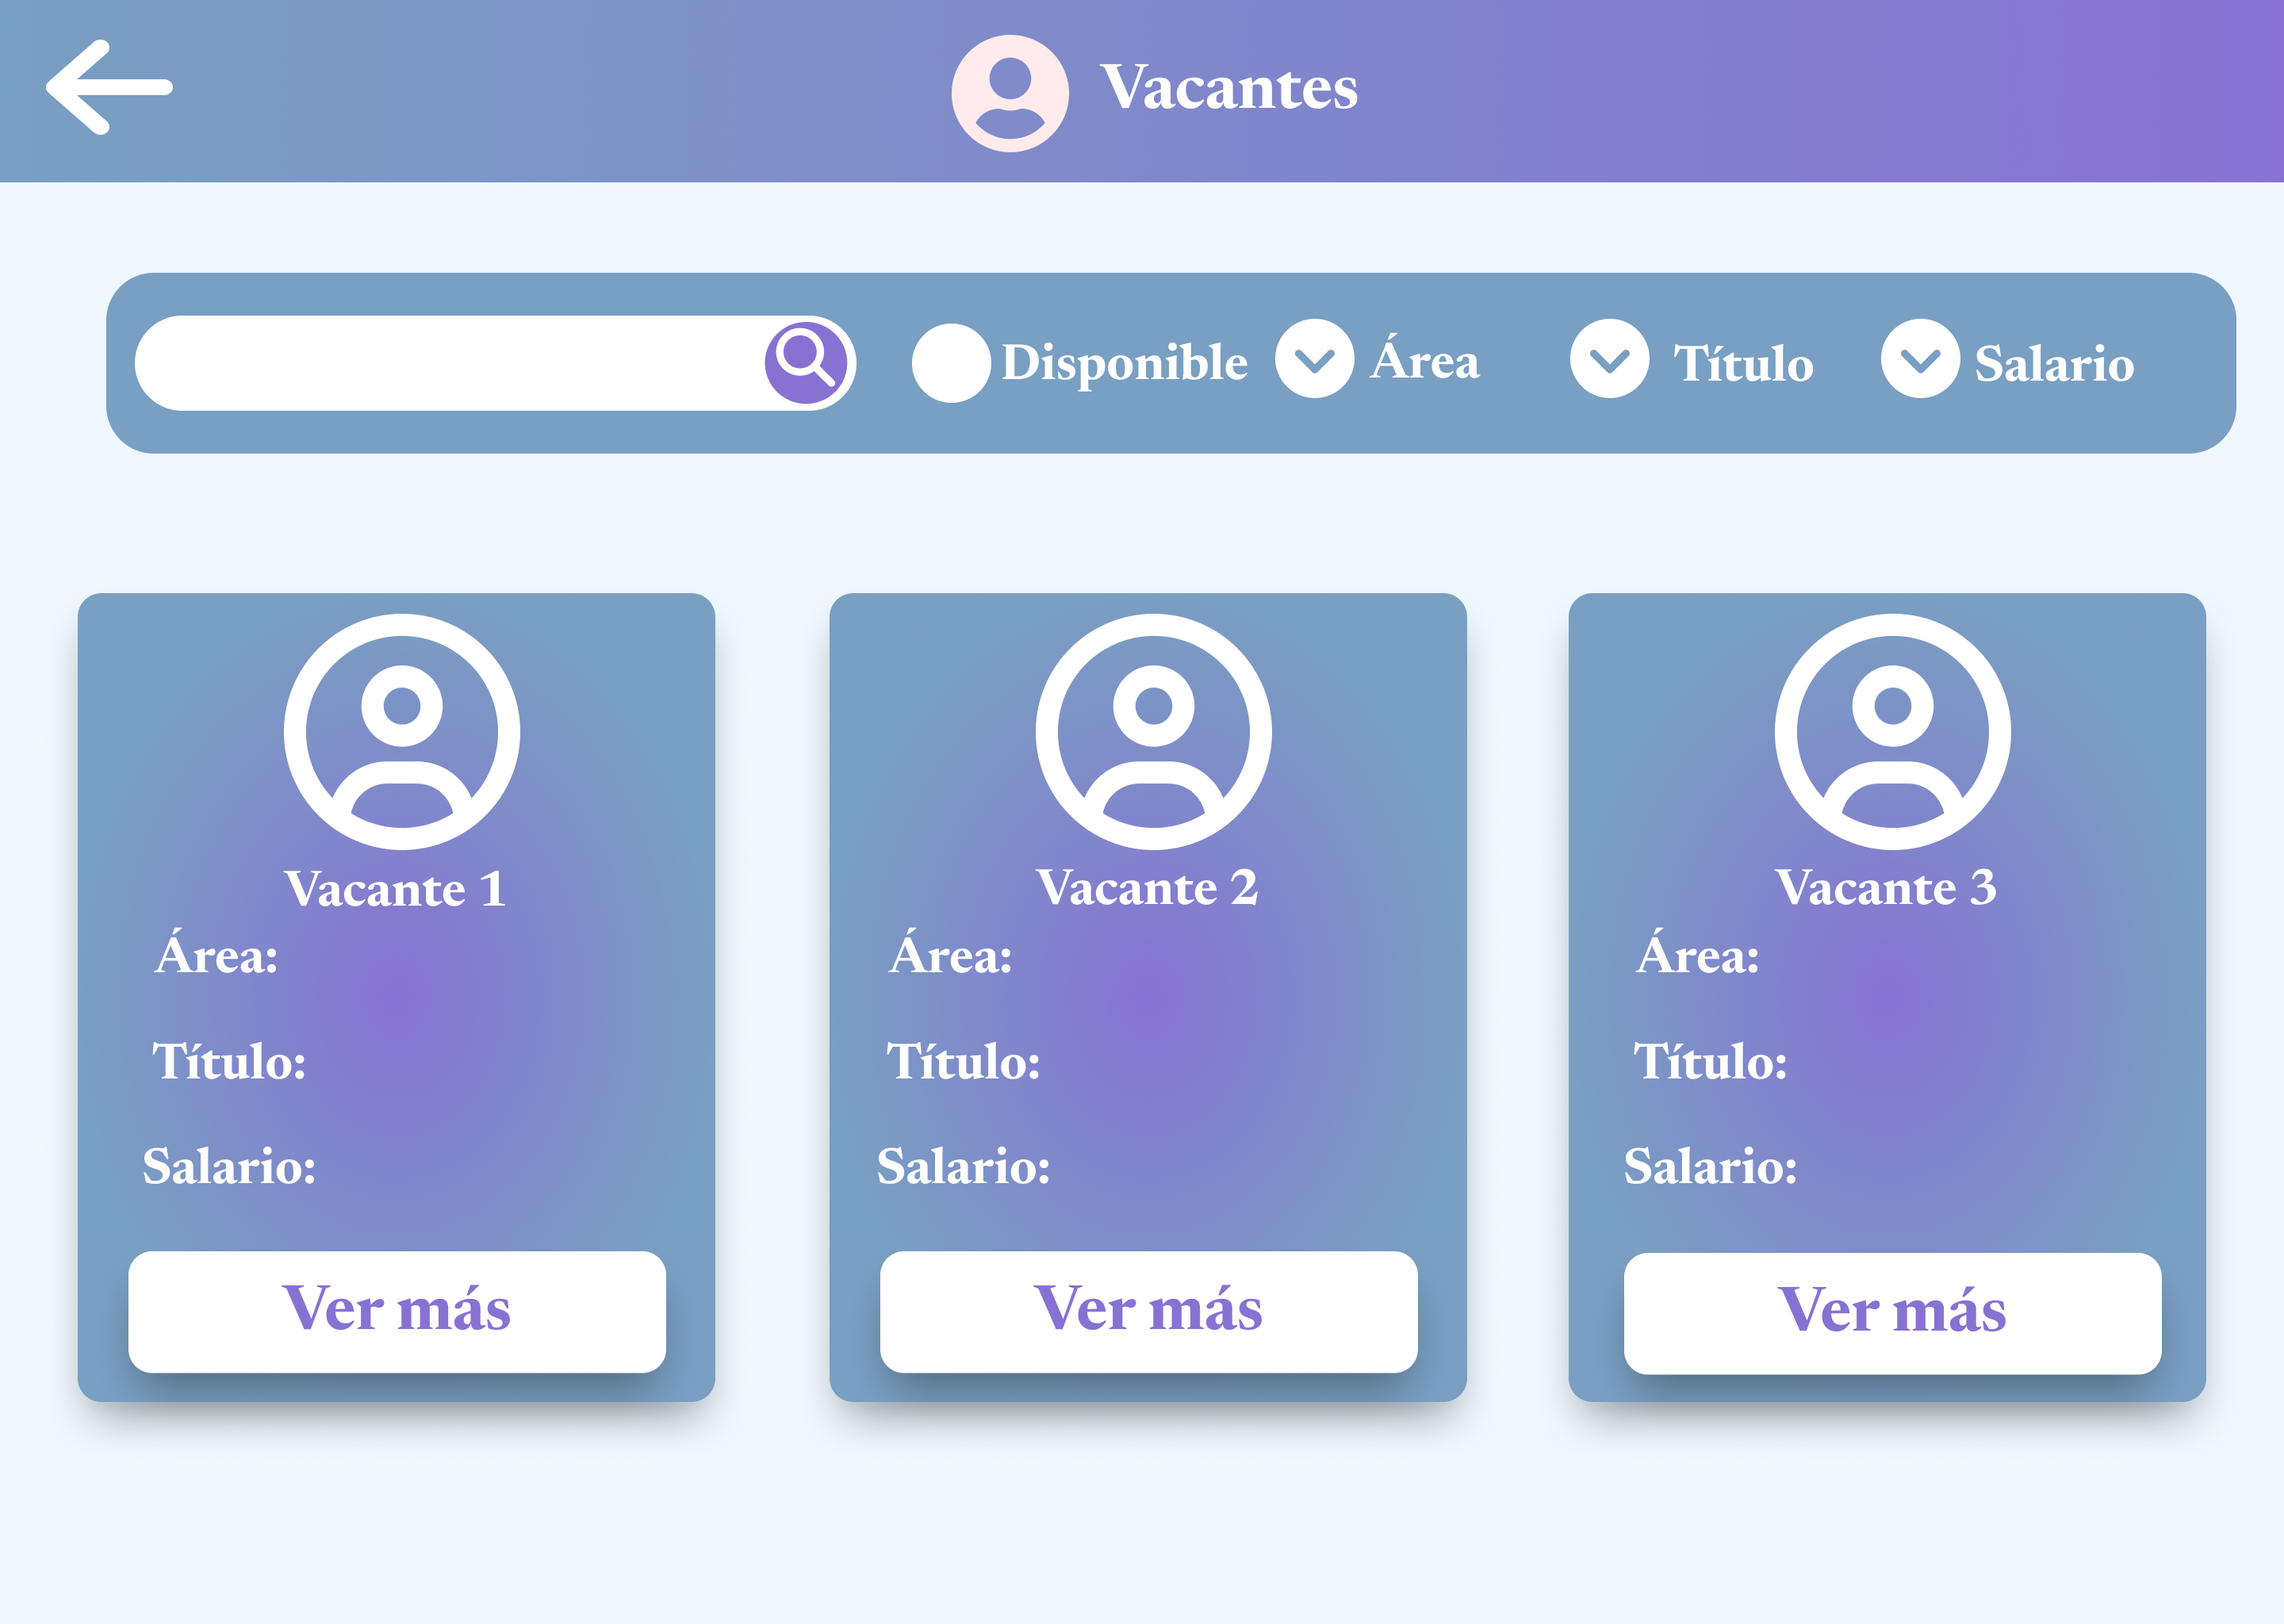 Vacantes
Disponible
Área
Título
Salario
Vacante 1
Área:
Título:
Salario:
Ver más
Vacante 2
Área:
Título:
Salario:
Ver más
Vacante 3
Área:
Título:
Salario:
Ver más